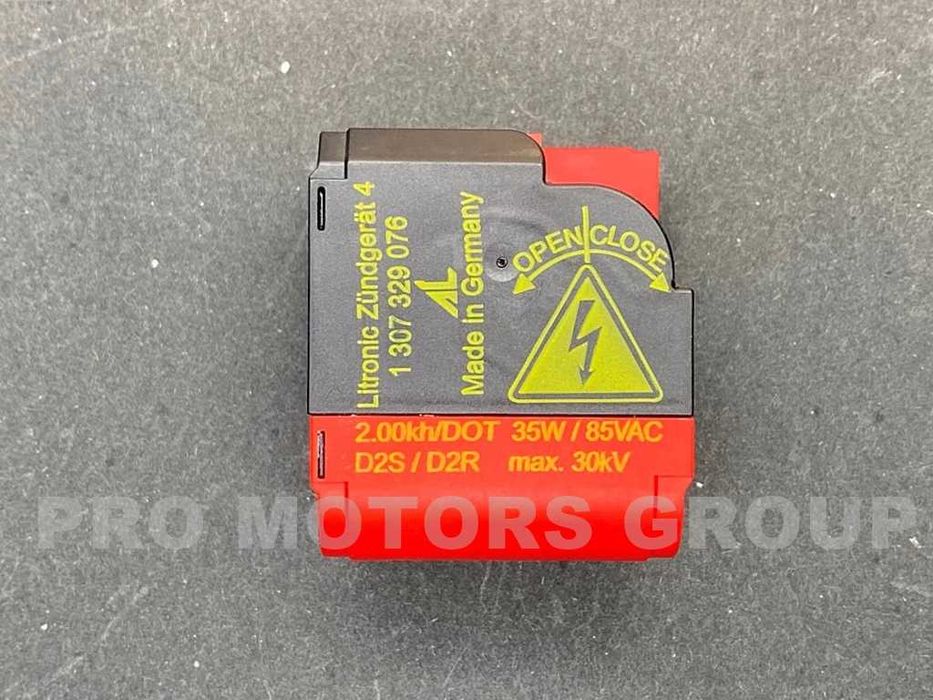 Litronic Zündgerät 4
1 307 329 076
AL
Made in Germany
OPEN CLOSE
2.00kh/DOT 35W / 85VAC
D2S / D2R max. 30kV
PRO MOTORS GROUP